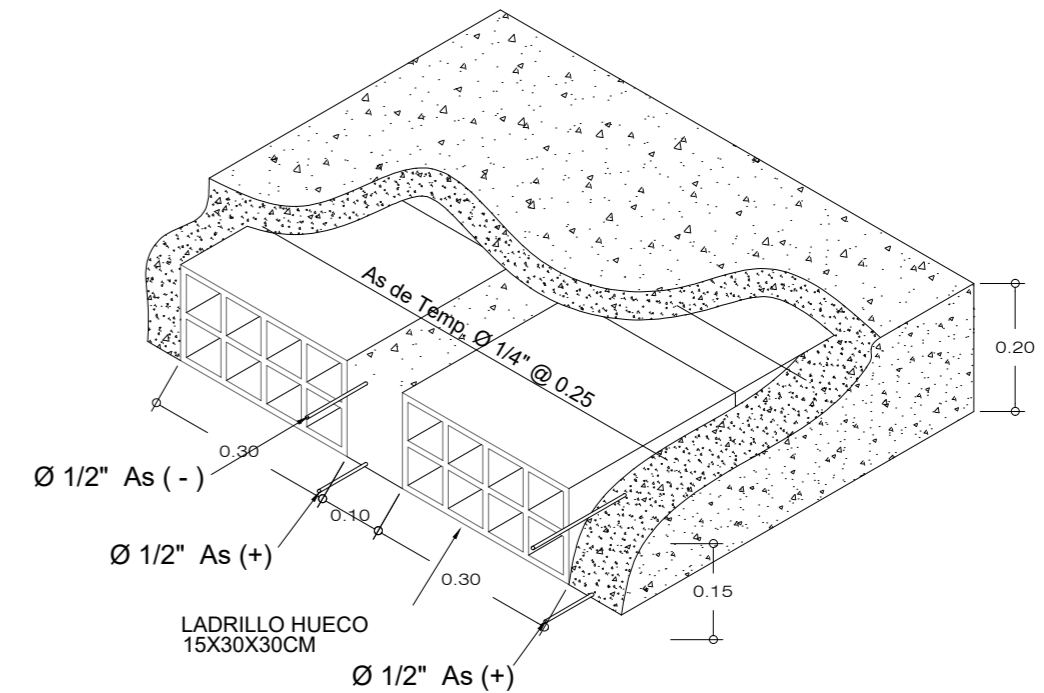 As de Temp. Ø 1/4" @ 0.25
0.20
0.30
Ø 1/2" As ( - )
0.10
Ø 1/2" As (+)
0.30
0.15
LADRILLO HUECO
15X30X30CM
Ø 1/2" As (+)